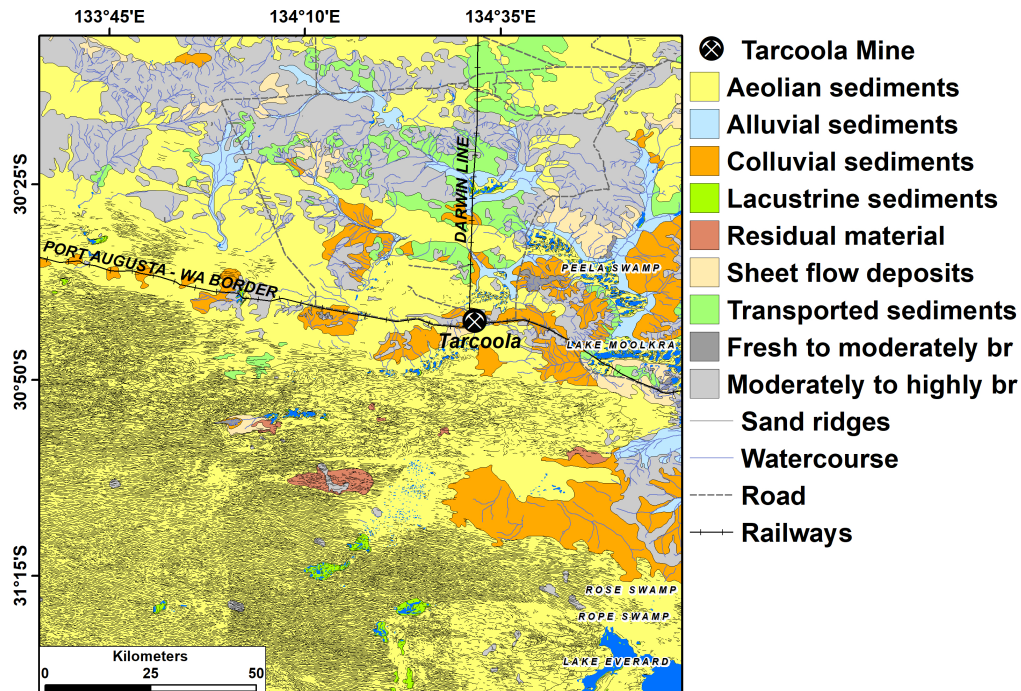 133°45'E 134°10'E 134°35'E
30°25'S
30°50'S
31°15'S
DARWIN LINE
PORT AUGUSTA - WA BORDER
PEELA SWAMP
Tarcoola
LAKE MOOLKRA
ROSE SWAMP
ROPE SWAMP
LAKE EVERARD
Kilometers
0 25 50
Tarcoola Mine
Aeolian sediments
Alluvial sediments
Colluvial sediments
Lacustrine sediments
Residual material
Sheet flow deposits
Transported sediments
Fresh to moderately br
Moderately to highly br
Sand ridges
Watercourse
Road
Railways